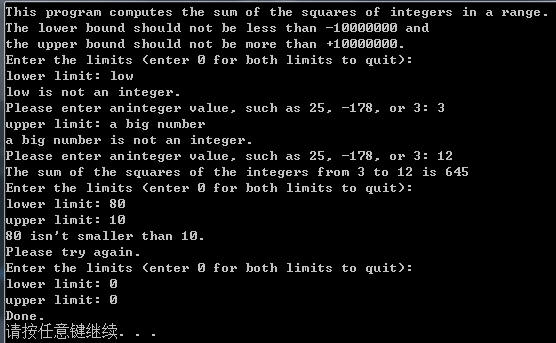 This program computes the sum of the squares of integers in a range.
The lower bound should not be less than -10000000 and
the upper bound should not be more than +10000000.
Enter the limits (enter 0 for both limits to quit):
lower limit: low
low is not an integer.
Please enter aninteger value, such as 25, -178, or 3: 3
upper limit: a big number
a big number is not an integer.
Please enter aninteger value, such as 25, -178, or 3: 12
The sum of the squares of the integers from 3 to 12 is 645
Enter the limits (enter 0 for both limits to quit):
lower limit: 80
upper limit: 10
80 isn't smaller than 10.
Please try again.
Enter the limits (enter 0 for both limits to quit):
lower limit: 0
upper limit: 0
Done.
请按任意键继续. . .